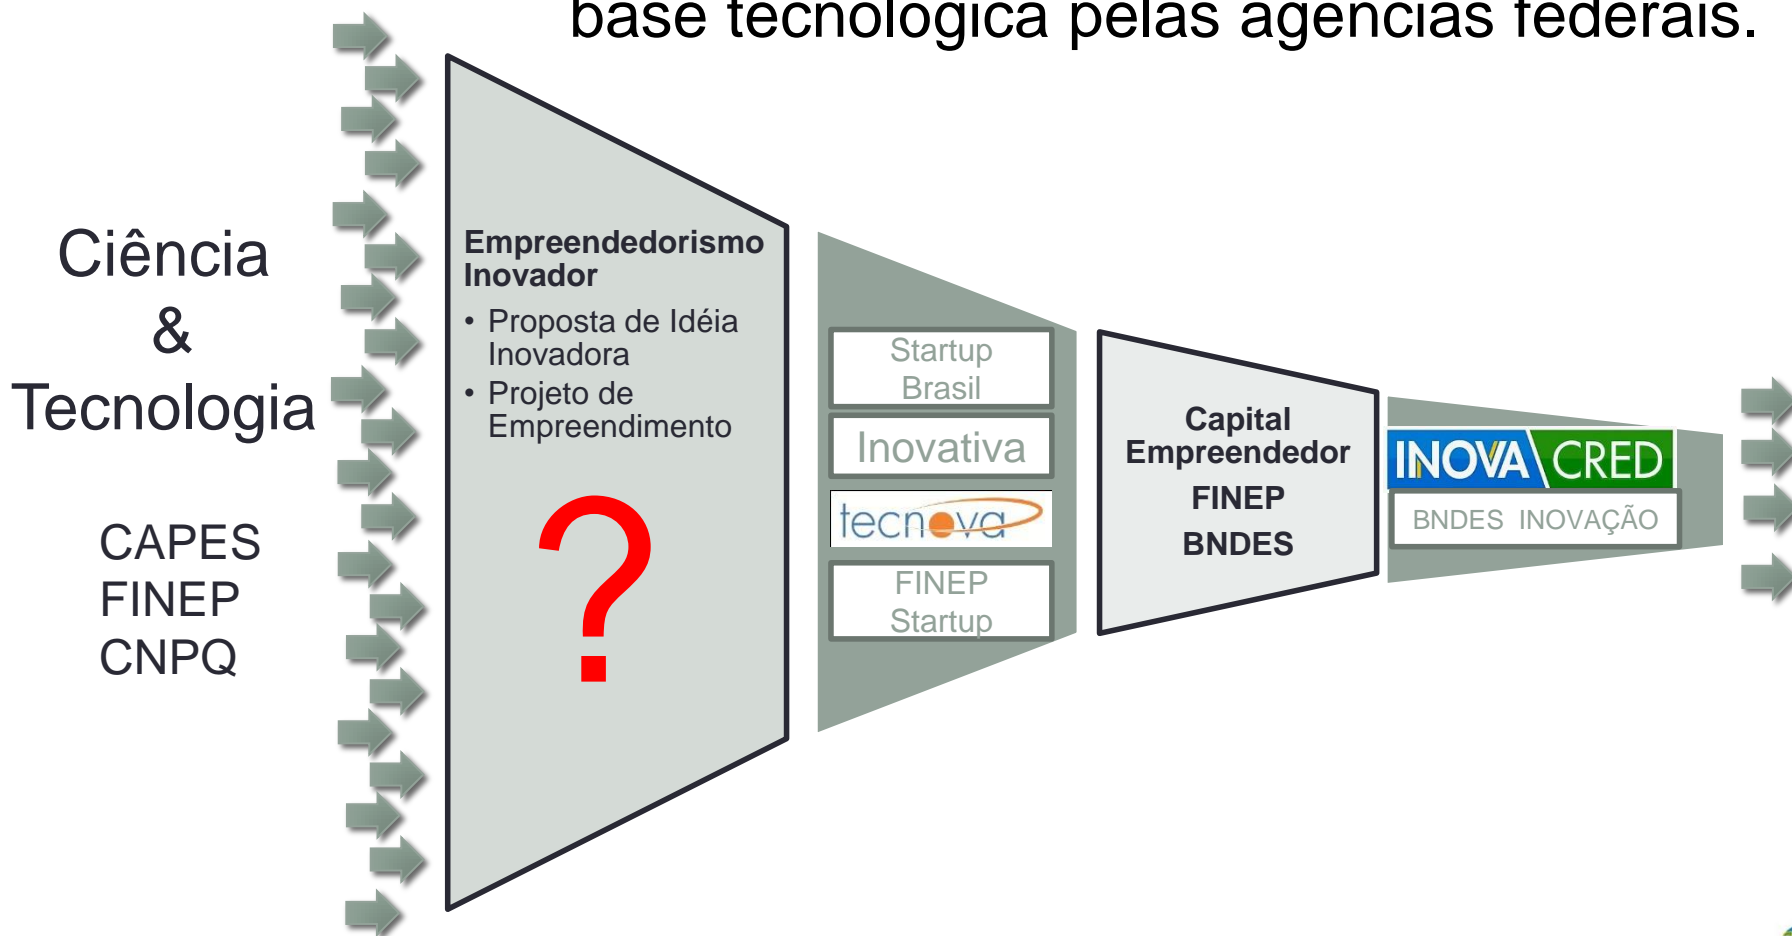 base tecnológica pelas agências federais.
Ciência
&
Tecnologia
CAPES
FINEP
CNPQ
Empreendedorismo
Inovador
• Proposta de Idéia
Inovadora
• Projeto de
Empreendimento
?
Startup
Brasil
Inovativa
tecnova
FINEP
Startup
Capital
Empreendedor
FINEP
BNDES
INOVACRED
BNDES INOVAÇÃO